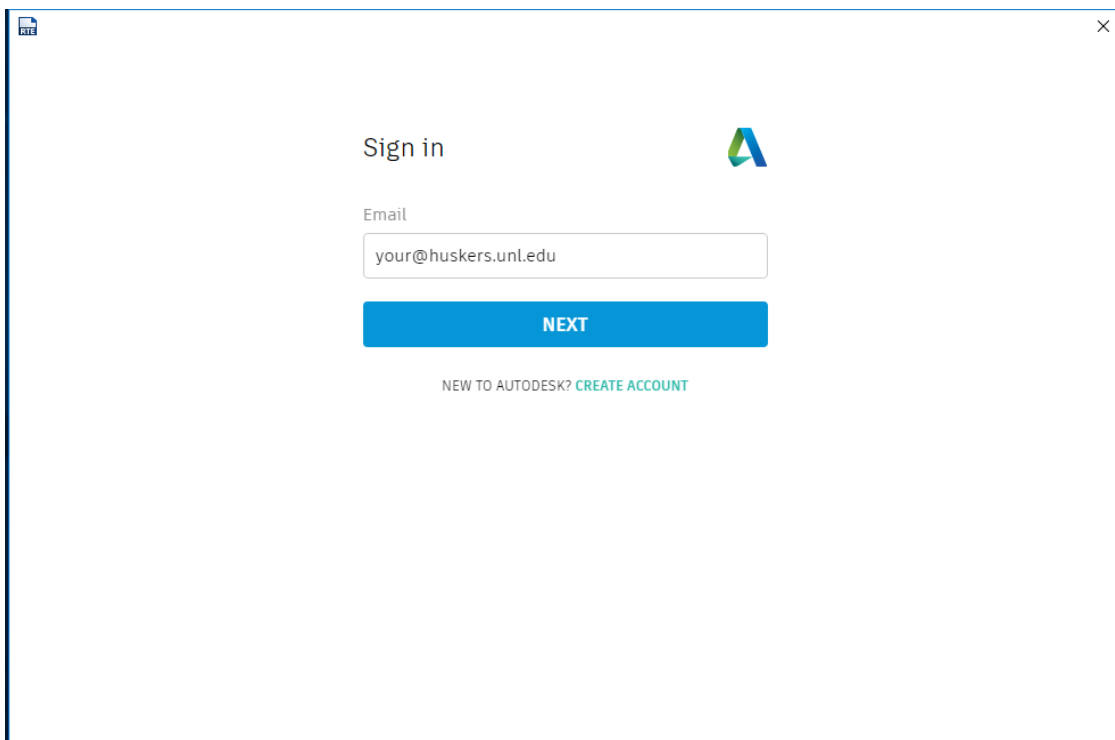 RTE
Sign in
Email
your@huskers.unl.edu
NEXT
NEW TO AUTODESK? CREATE ACCOUNT